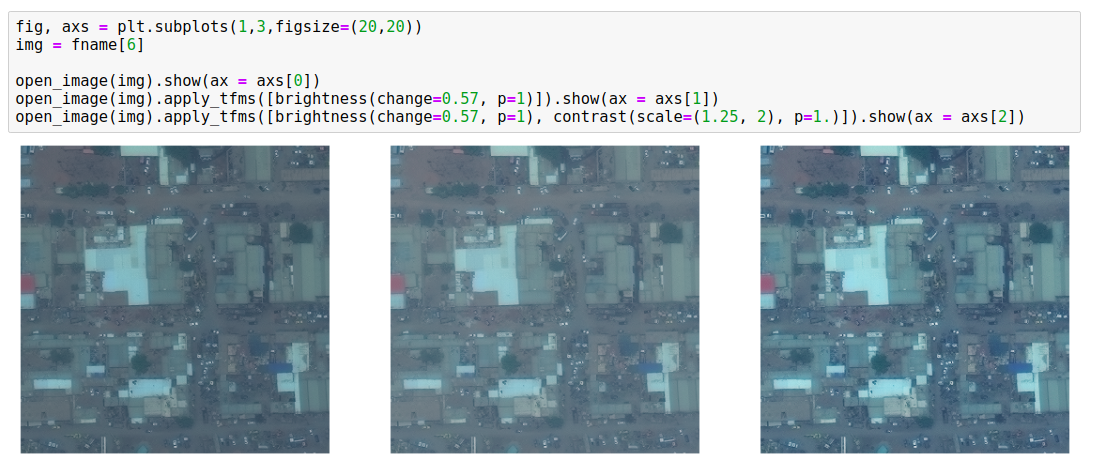 fig, axs = plt.subplots(1,3,figsize=(20,20))
img = fname[6]
open_image(img).show(ax = axs[0])
open_image(img).apply_tfms([brightness(change=0.57, p=1)]).show(ax = axs[1])
open_image(img).apply_tfms([brightness(change=0.57, p=1), contrast(scale=(1.25, 2), p=1.)]).show(ax = axs[2])